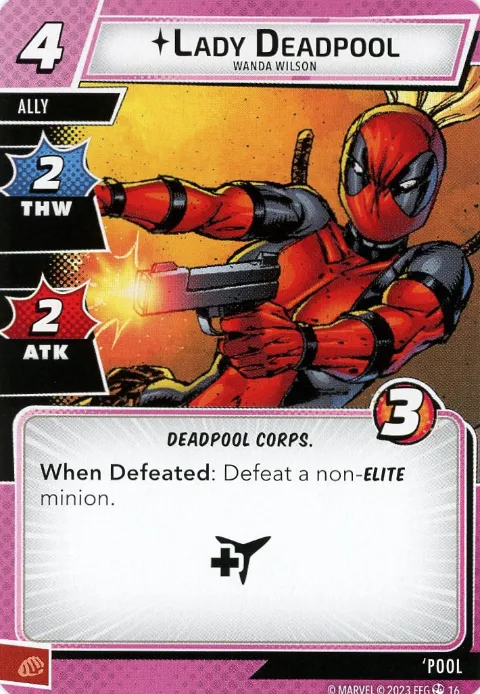 4
LADY DEADPOOL
WANDA WILSON
ALLY
2
THW
2
ATK
3
DEADPOOL CORPS.
When Defeated: Defeat a non-ELITE
minion.
'POOL
© MARVEL © 2023 FFG 16